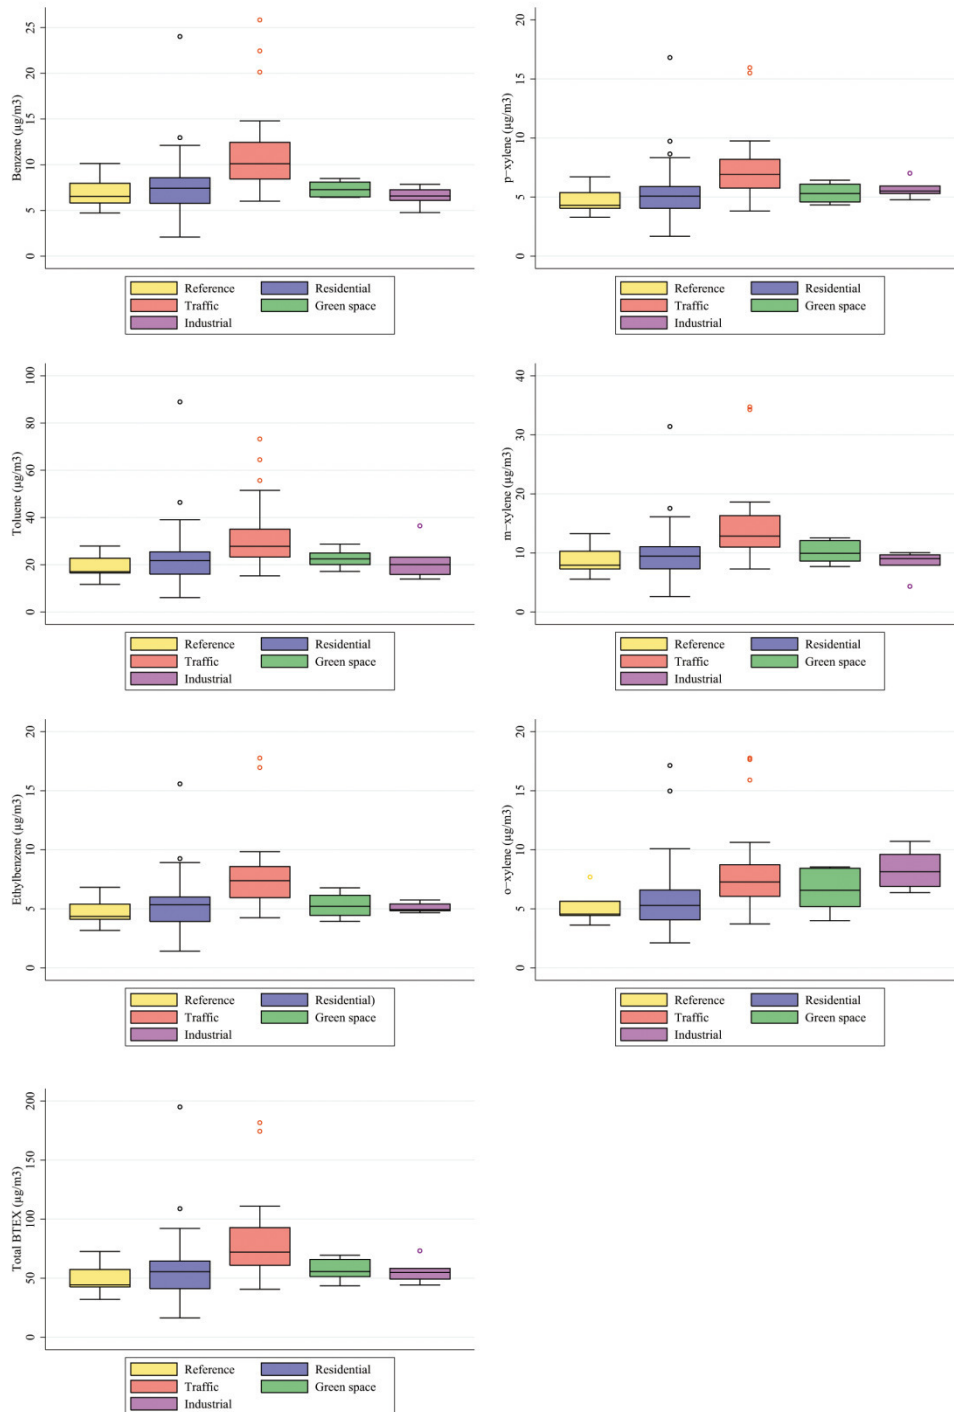 25
20
15
10
5
0
Benzene (µg/m3)
Reference Residential
Traffic Green space
Industrial
20
15
10
5
0
p-xylene (µg/m3)
Reference Residential
Traffic Green space
Industrial
100
80
60
40
20
0
Toluene (µg/m3)
Reference Residential
Traffic Green space
Industrial
40
30
20
10
0
m-xylene (µg/m3)
Reference Residential
Traffic Green space
Industrial
20
15
10
5
0
Ethylbenzene (µg/m3)
Reference Residential)
Traffic Green space
Industrial
20
15
10
5
0
o-xylene (µg/m3)
Reference Residential
Traffic Green space
Industrial
200
150
100
50
0
Total BTEX (µg/m3)
Reference Residential
Traffic Green space
Industrial